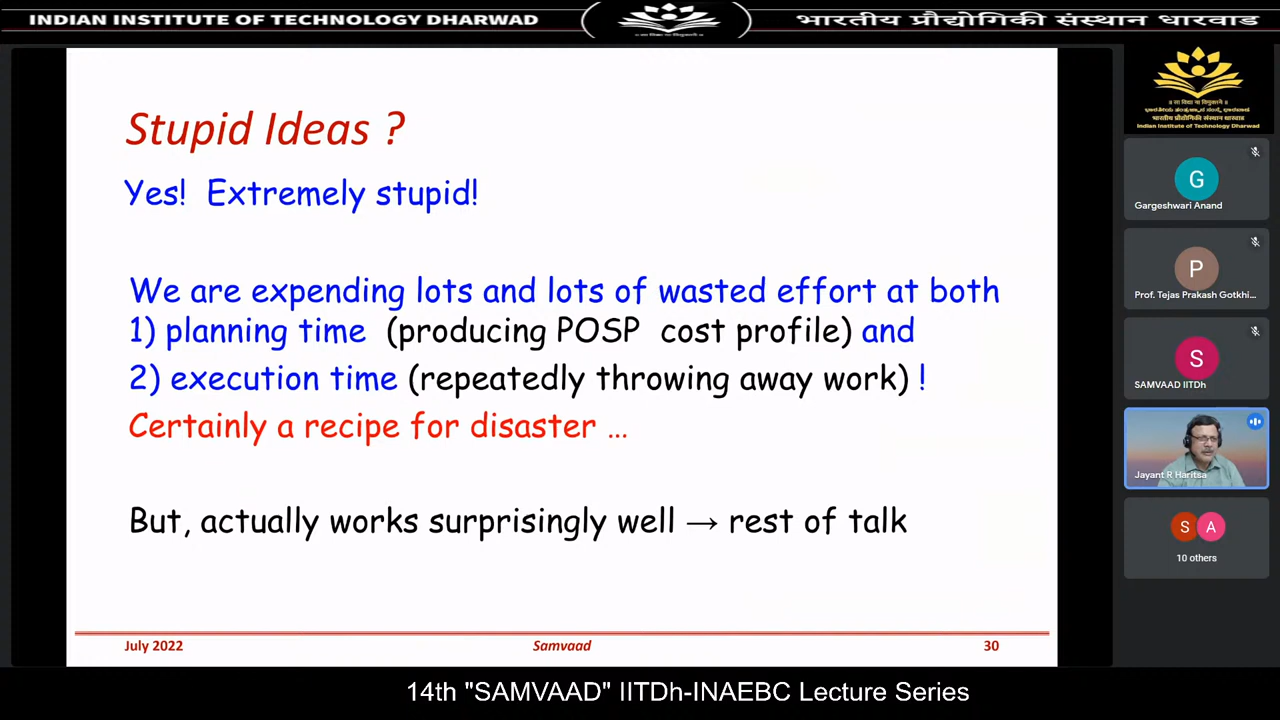 INDIAN INSTITUTE OF TECHNOLOGY DHARWAD
भारतीय प्रौद्योगिकी संस्थान धारवाड
Stupid Ideas ?
Yes! Extremely stupid!
We are expending lots and lots of wasted effort at both
1) planning time (producing POSP cost profile) and
2) execution time (repeatedly throwing away work) !
Certainly a recipe for disaster …
But, actually works surprisingly well → rest of talk
July 2022
Samvaad
30
भारतीय प्रौद्योगिकी संस्थान धारवाड
Indian Institute of Technology Dharwad
G
Gargeshwari Anand
P
Prof. Tejas Prakash Gotkhi...
S
SAMVAAD IITDh
Jayant R Haritsa
S
A
10 others
14th "SAMVAAD" IITDh-INAEBC Lecture Series